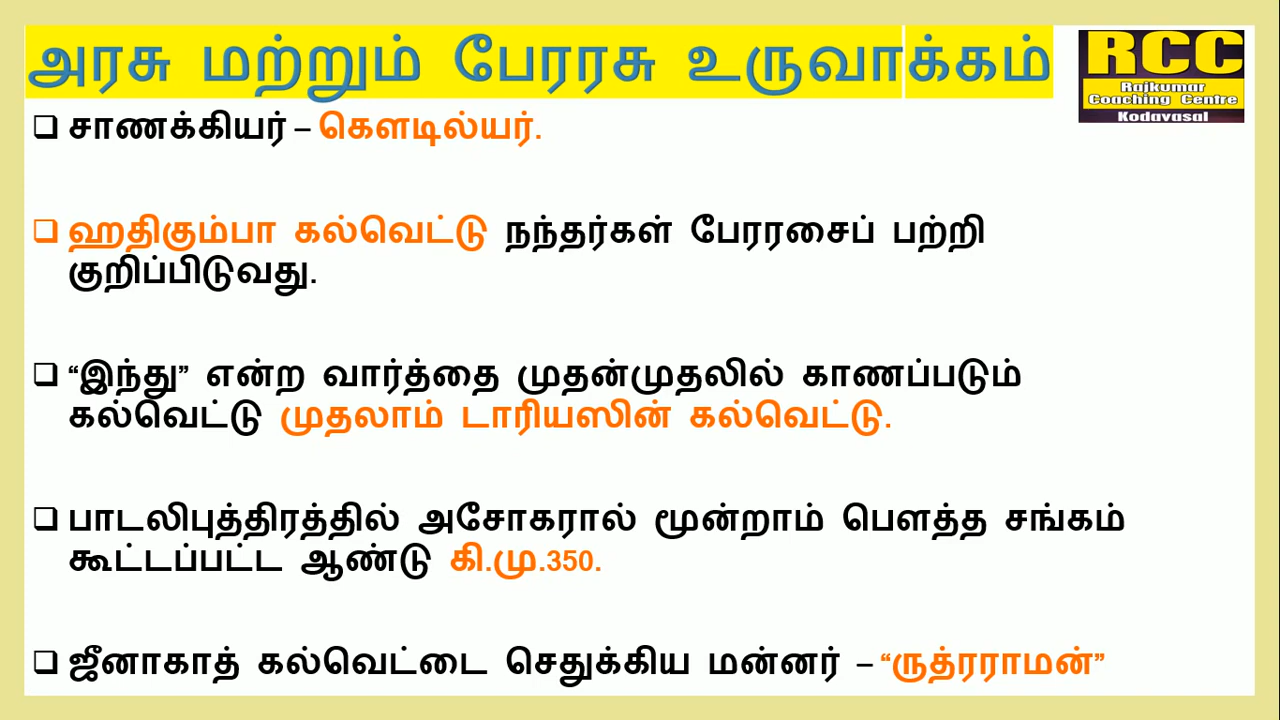 அரசு மற்றும் பேரரசு உருவாக்கம்
RCC
Rajkumar
Coaching Centre
Kodavasal
சாணக்கியர் – கௌடில்யர்.
ஹதிகும்பா கல்வெட்டு நந்தர்கள் பேரரசைப் பற்றி
குறிப்பிடுவது.
“இந்து” என்ற வார்த்தை முதன்முதலில் காணப்படும்
கல்வெட்டு முதலாம் டாரியஸின் கல்வெட்டு.
பாடலிபுத்திரத்தில் அசோகரால் மூன்றாம் பௌத்த சங்கம்
கூட்டப்பட்ட ஆண்டு கி.மு.350.
ஜீனாகாத் கல்வெட்டை செதுக்கிய மன்னர் – “ருத்ரராமன்”